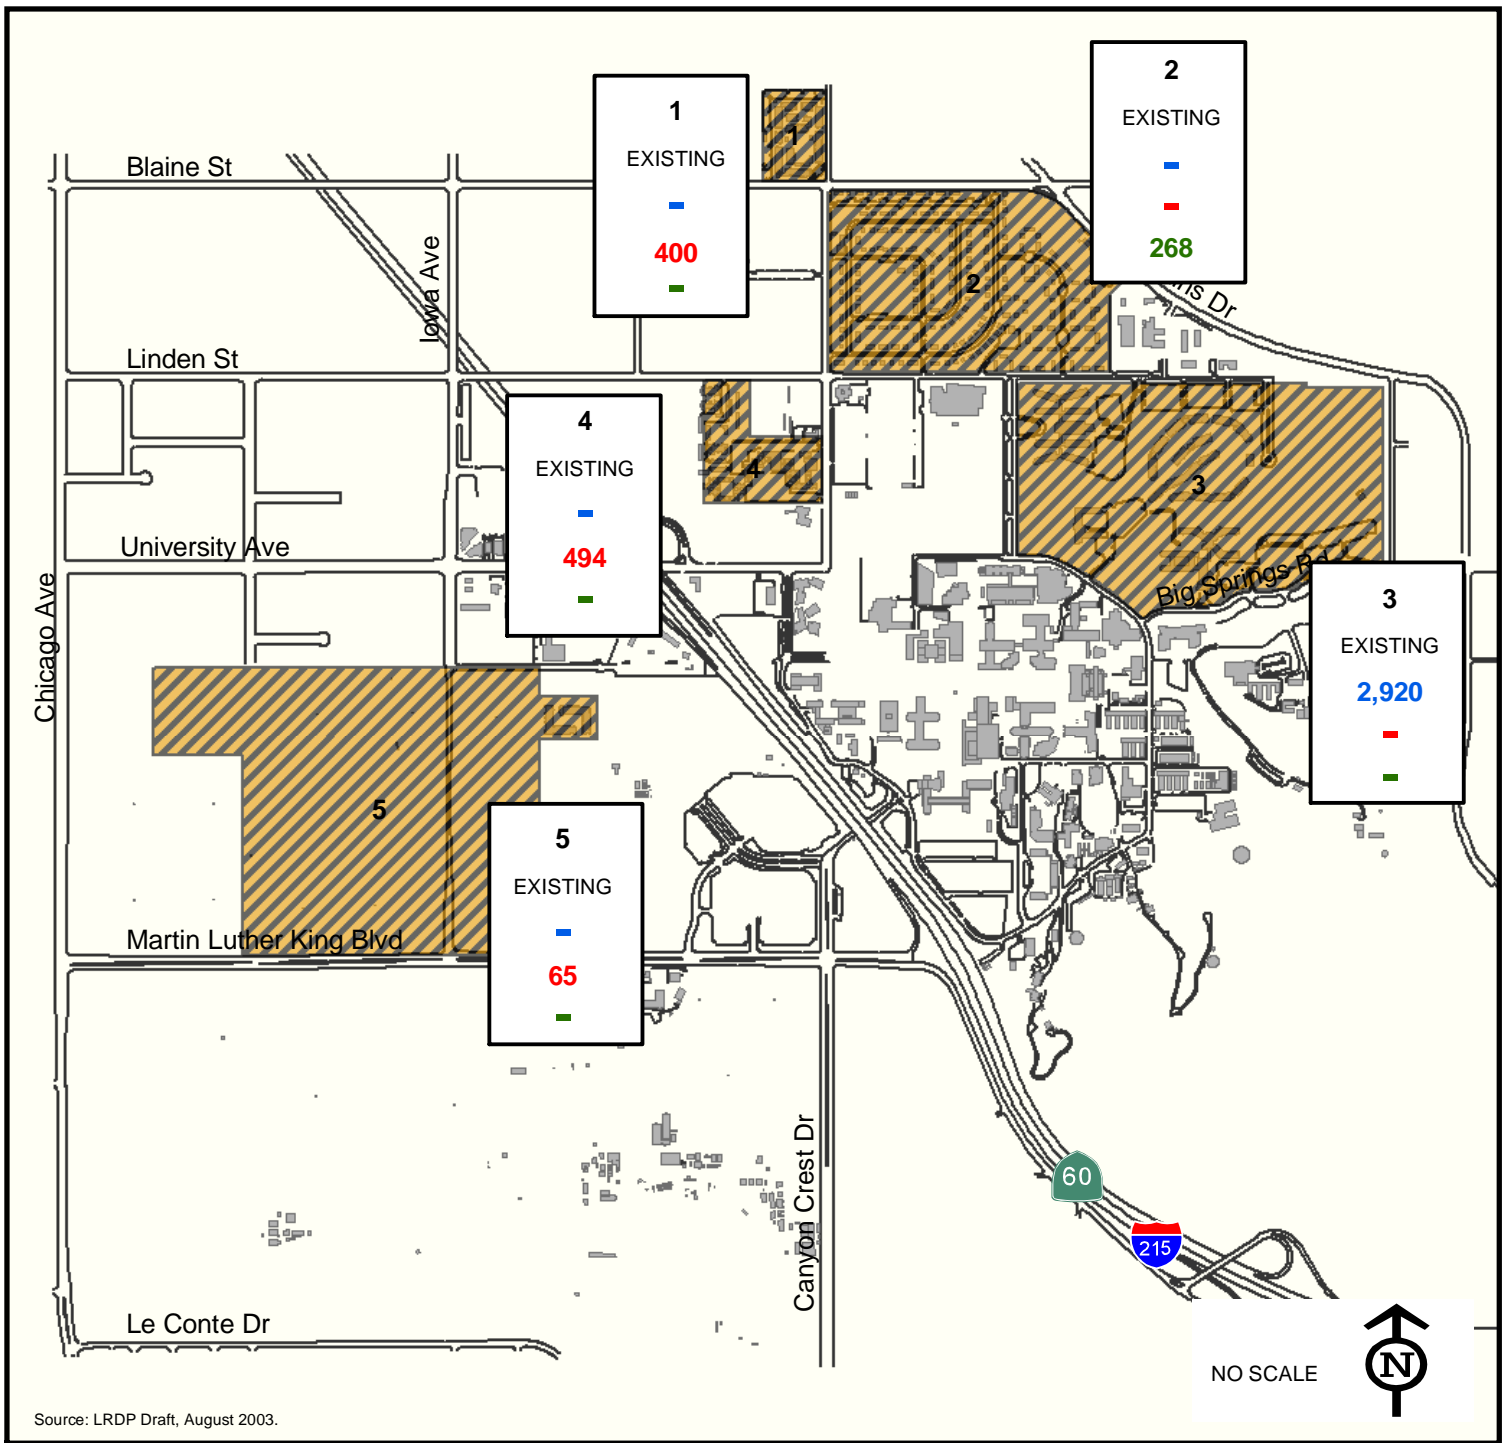 1
EXISTING
-
400
-
2
EXISTING
-
-
268
1
Blaine St
Iowa Ave
2
Linden St
4
EXISTING
-
494
-
4
3
University Ave
Big Springs Rd
3
EXISTING
2,920
-
-
Chicago Ave
5
5
EXISTING
-
65
-
Martin Luther King Blvd
Canyon Crest Dr
60
215
Le Conte Dr
NO SCALE
N
Source: LRDP Draft, August 2003.